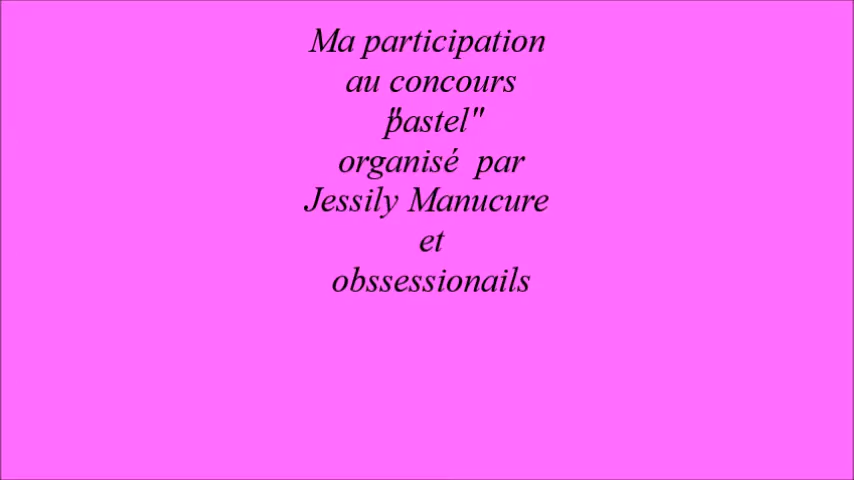 Ma participation
au concours
"pastel"
organisé par
Jessily Manucure
et
obssessionails